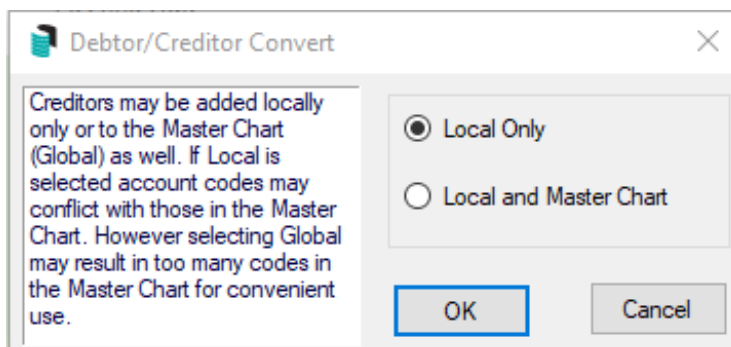 Debtor/Creditor Convert
Creditors may be added locally
only or to the Master Chart
(Global) as well. If Local is
selected account codes may
conflict with those in the Master
Chart. However selecting Global
may result in too many codes in
the Master Chart for convenient
use.
Local Only
Local and Master Chart
OK
Cancel